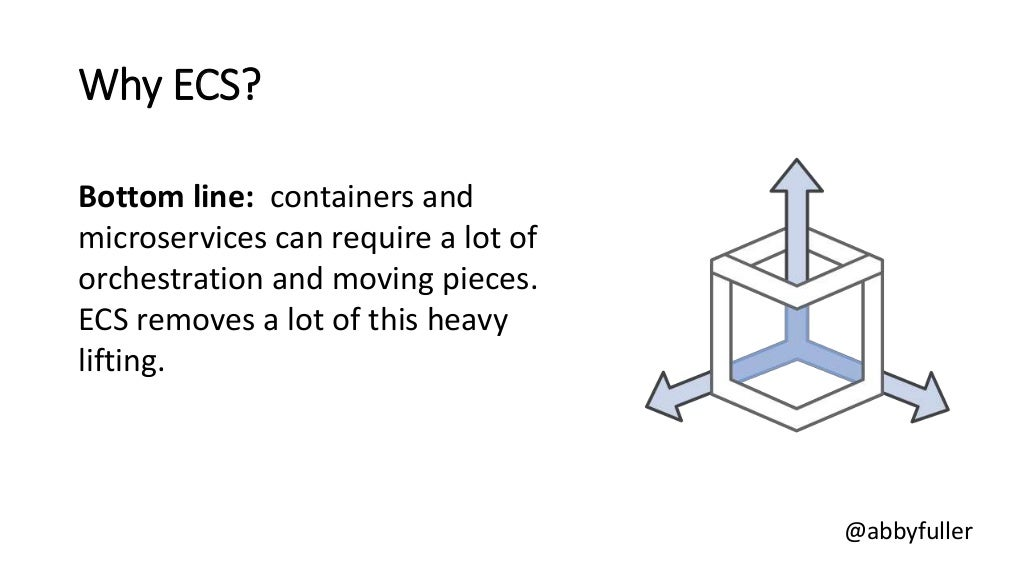 Why ECS?
Bottom line:  containers and
microservices can require a lot of
orchestration and moving pieces.
ECS removes a lot of this heavy
lifting.
@abbyfuller